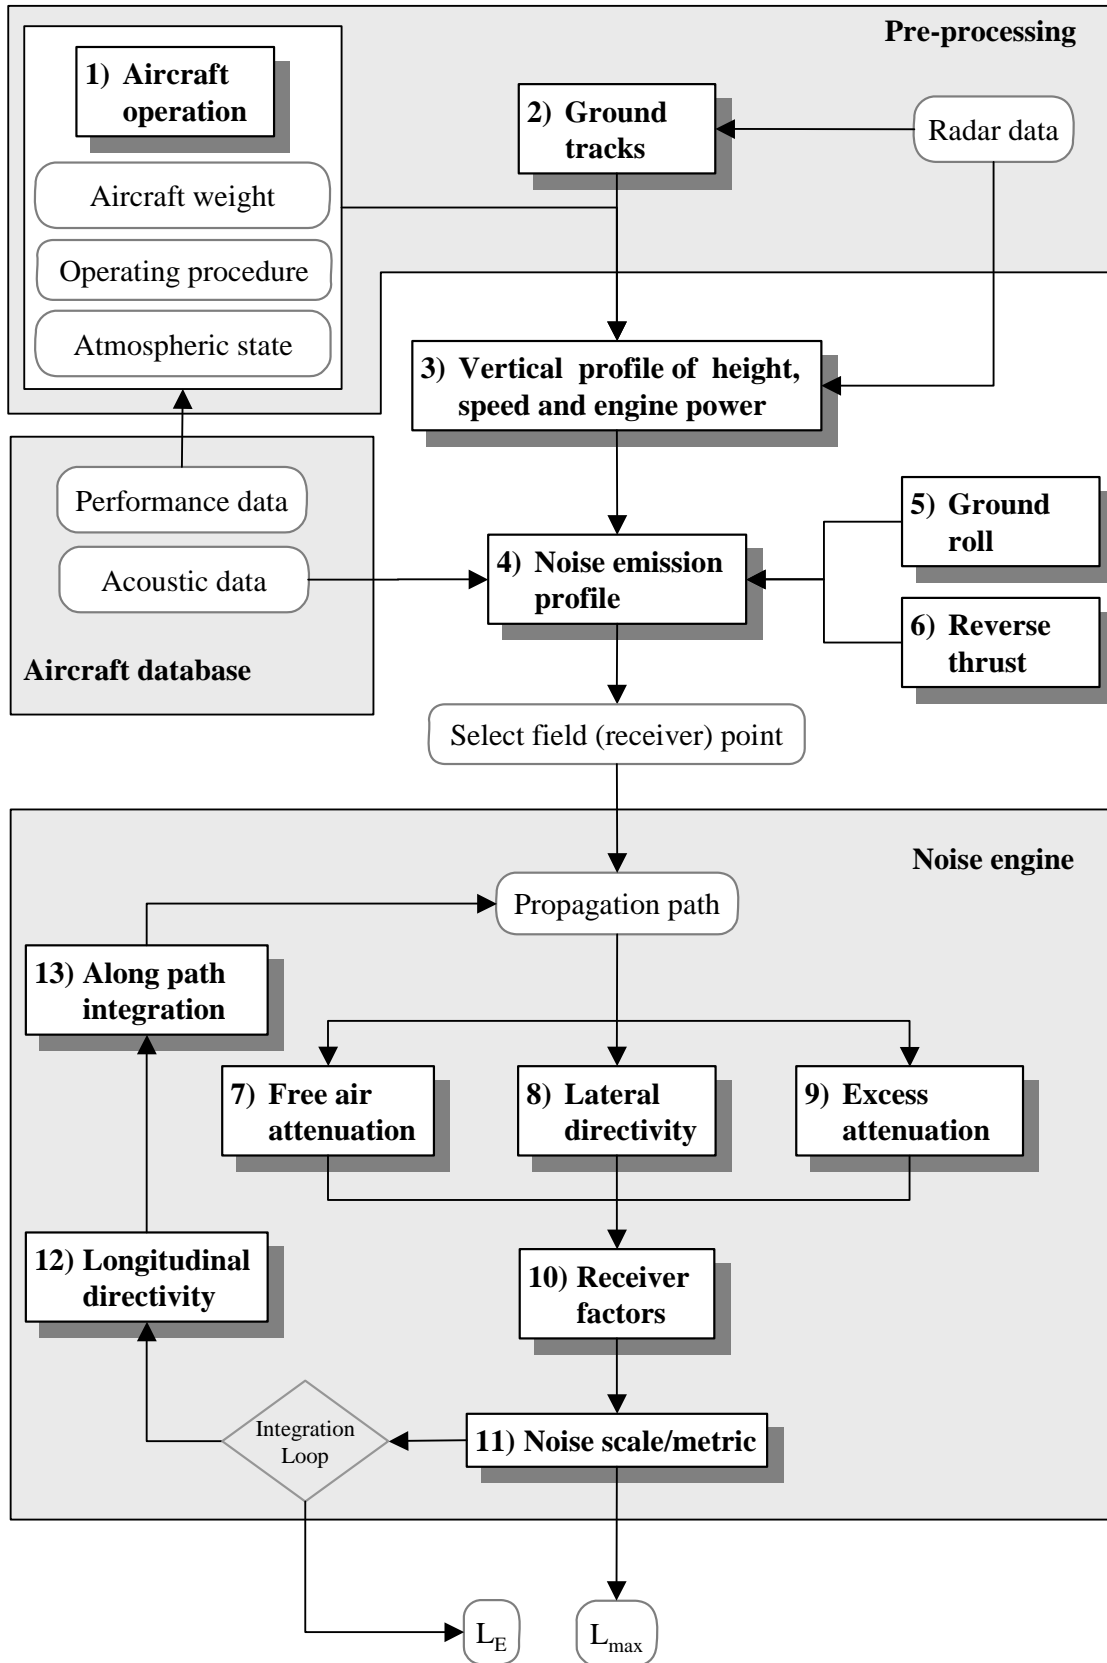 Pre-processing
1) Aircraft
operation
2) Ground
tracks
Radar data
Aircraft weight
Operating procedure
Atmospheric state
3) Vertical profile of height,
speed and engine power
Performance data
Acoustic data
Aircraft database
4) Noise emission
profile
5) Ground
roll
6) Reverse
thrust
Select field (receiver) point
Noise engine
Propagation path
13) Along path
integration
7) Free air
attenuation
8) Lateral
directivity
9) Excess
attenuation
12) Longitudinal
directivity
10) Receiver
factors
Integration
Loop
11) Noise scale/metric
L_E
L_max